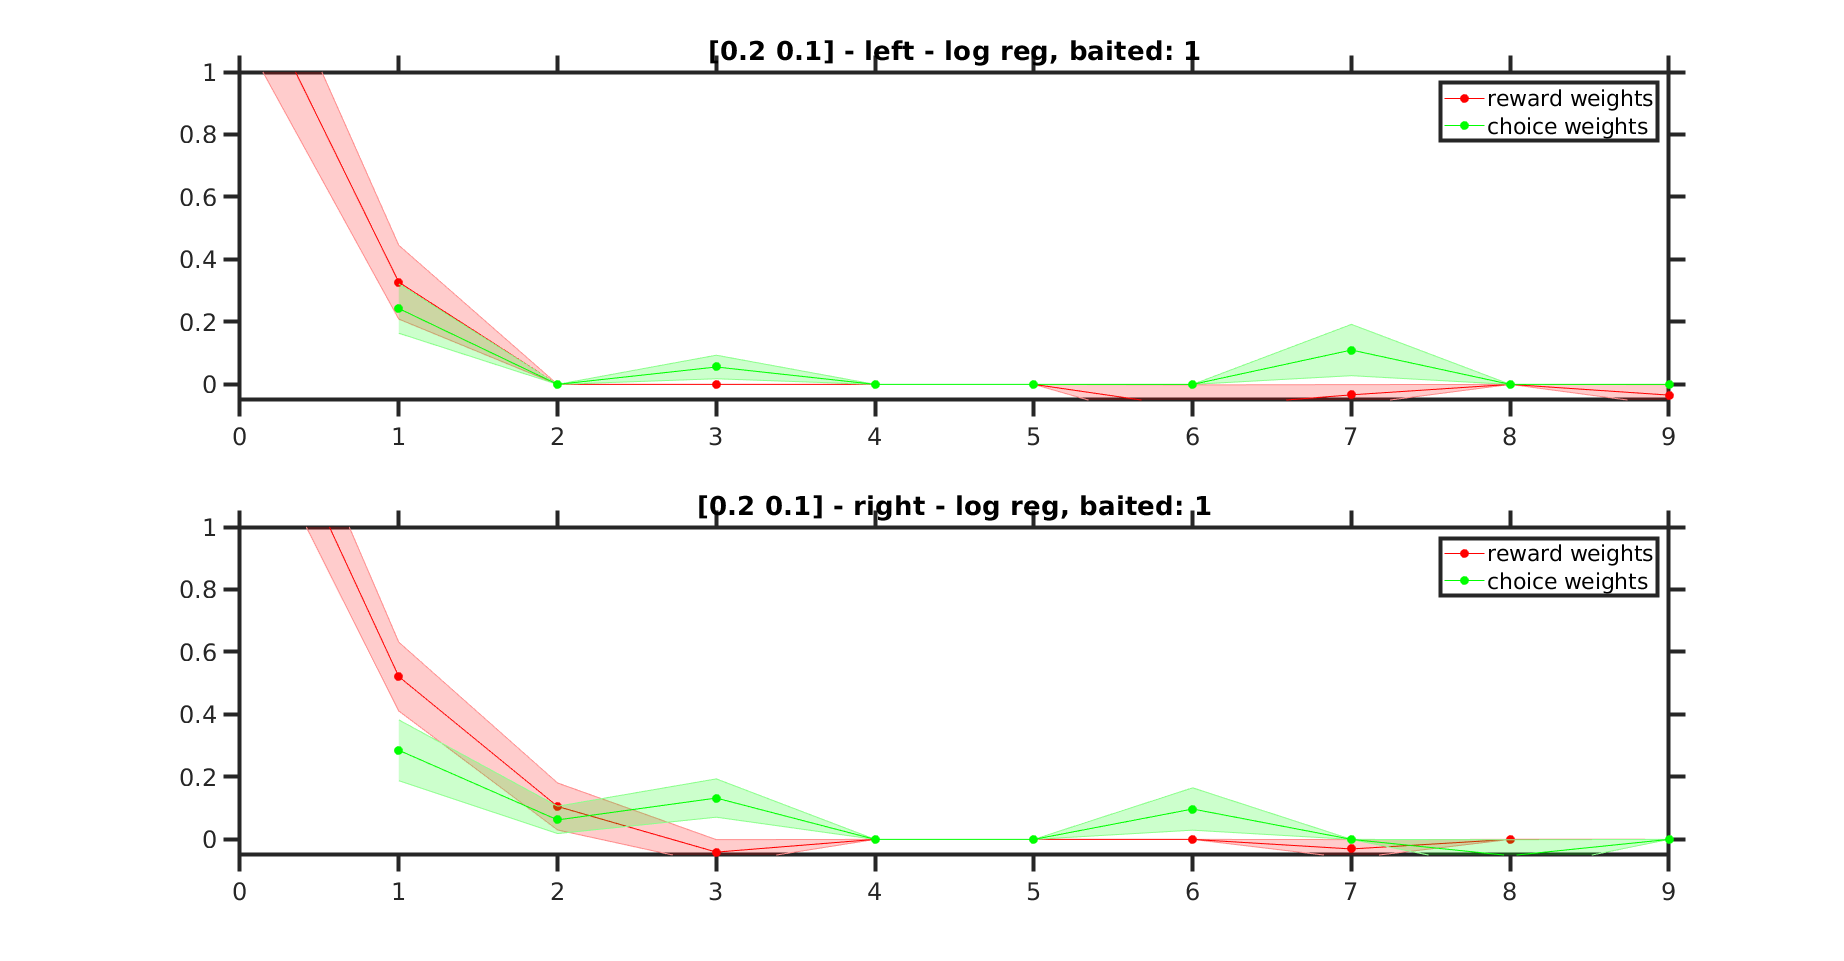 [0.2 0.1] - left - log reg, baited: 1
1
0.8
0.6
0.4
0.2
0
0 1 2 3 4 5 6 7 8 9
reward weights
choice weights
[0.2 0.1] - right - log reg, baited: 1
1
0.8
0.6
0.4
0.2
0
0 1 2 3 4 5 6 7 8 9
reward weights
choice weights